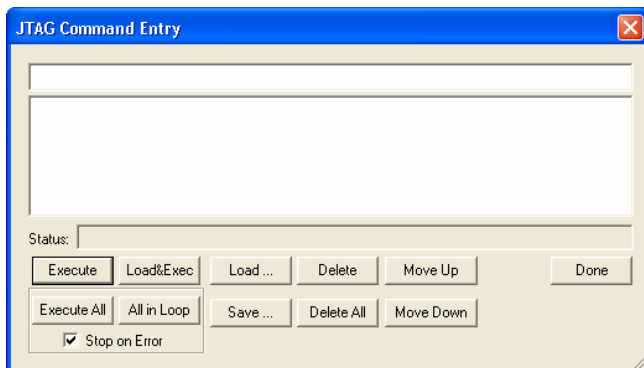 JTAG Command Entry
Status:
Execute Load&Exec Load ... Delete Move Up Done
Execute All All in Loop Save ... Delete All Move Down
Stop on Error